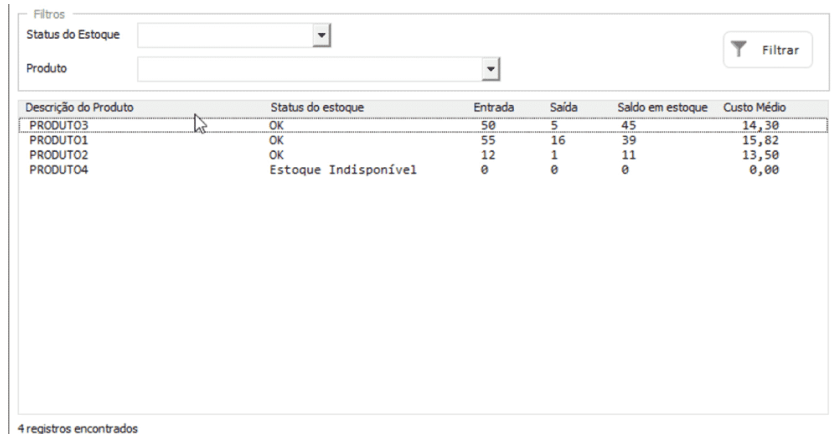 Filtros
Status do Estoque
Filtrar
Produto
Descrição do Produto Status do estoque Entrada Saída Saldo em estoque Custo Médio
PRODUTO3 OK 50 5 45 14,30
PRODUTO1 OK 55 16 39 15,82
PRODUTO2 OK 12 1 11 13,50
PRODUTO4 Estoque Indisponível 0 0 0 0,00
4 registros encontrados